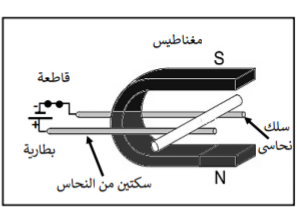 مغناطيس
S
قاطعة
سلك
نحاسي
بطارية
سكتين من النحاس
N